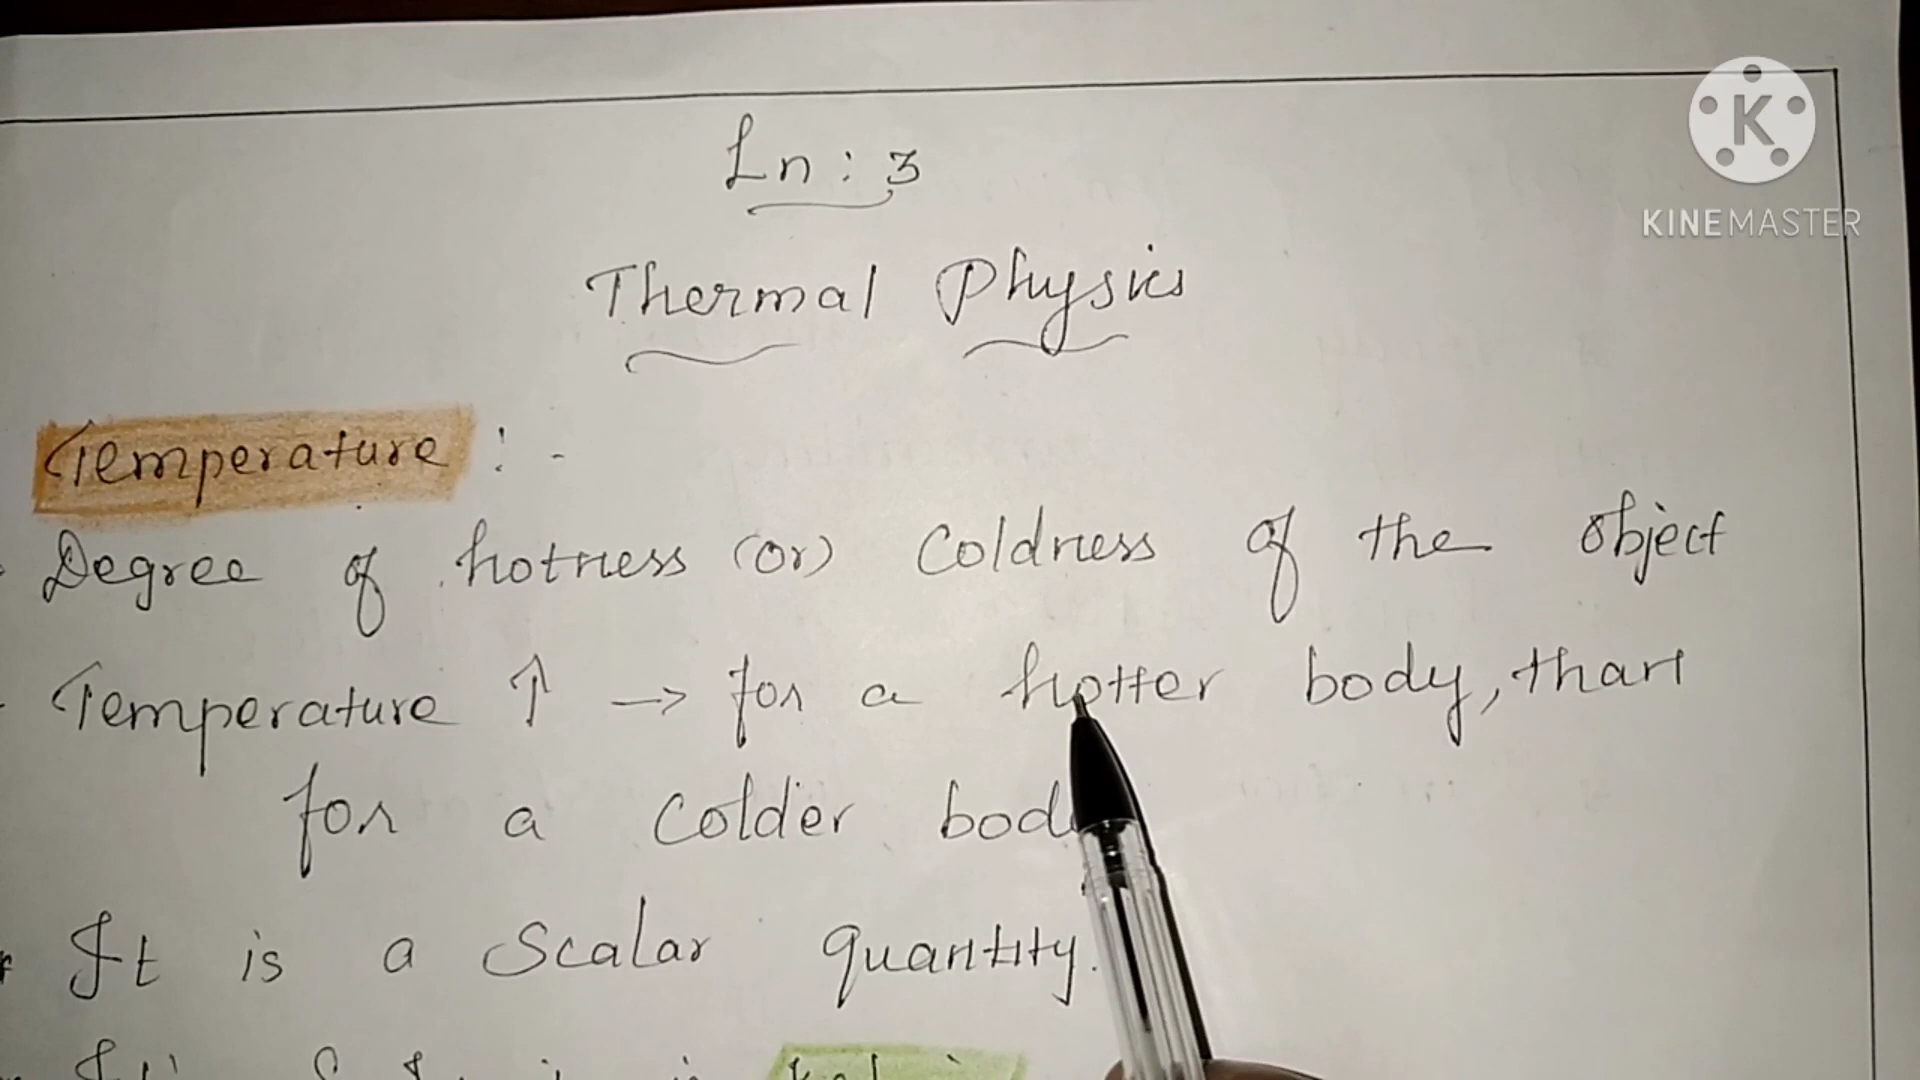 Ln : 3
K
KINEMASTER
Thermal Physics
Temperature : -
Degree of hotness (or) Coldness of the object
Temperature ↑ → for a hotter body, than
for a colder bod
It is a Scalar quantity.